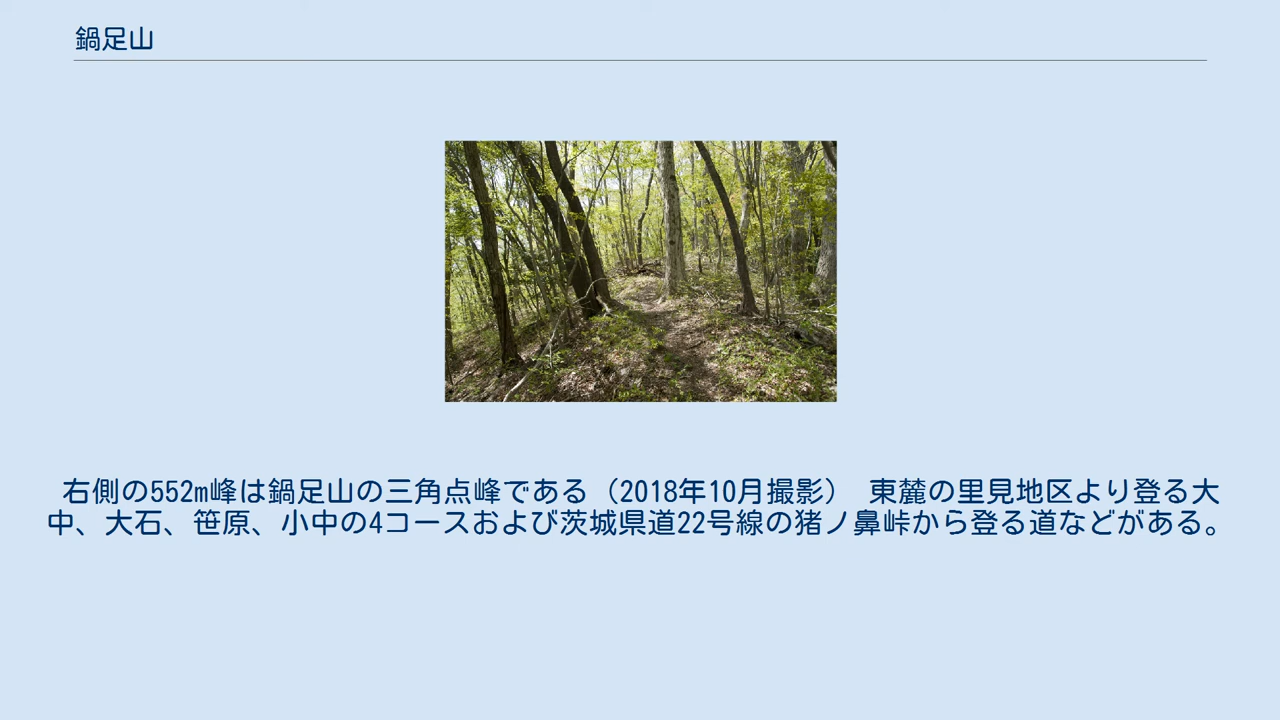 鍋足山
右側の552m峰は鍋足山の三角点峰である（2018年10月撮影） 東麓の里見地区より登る大
中、大石、笹原、小中の4コースおよび茨城県道22号線の猪ノ鼻峠から登る道などがある。